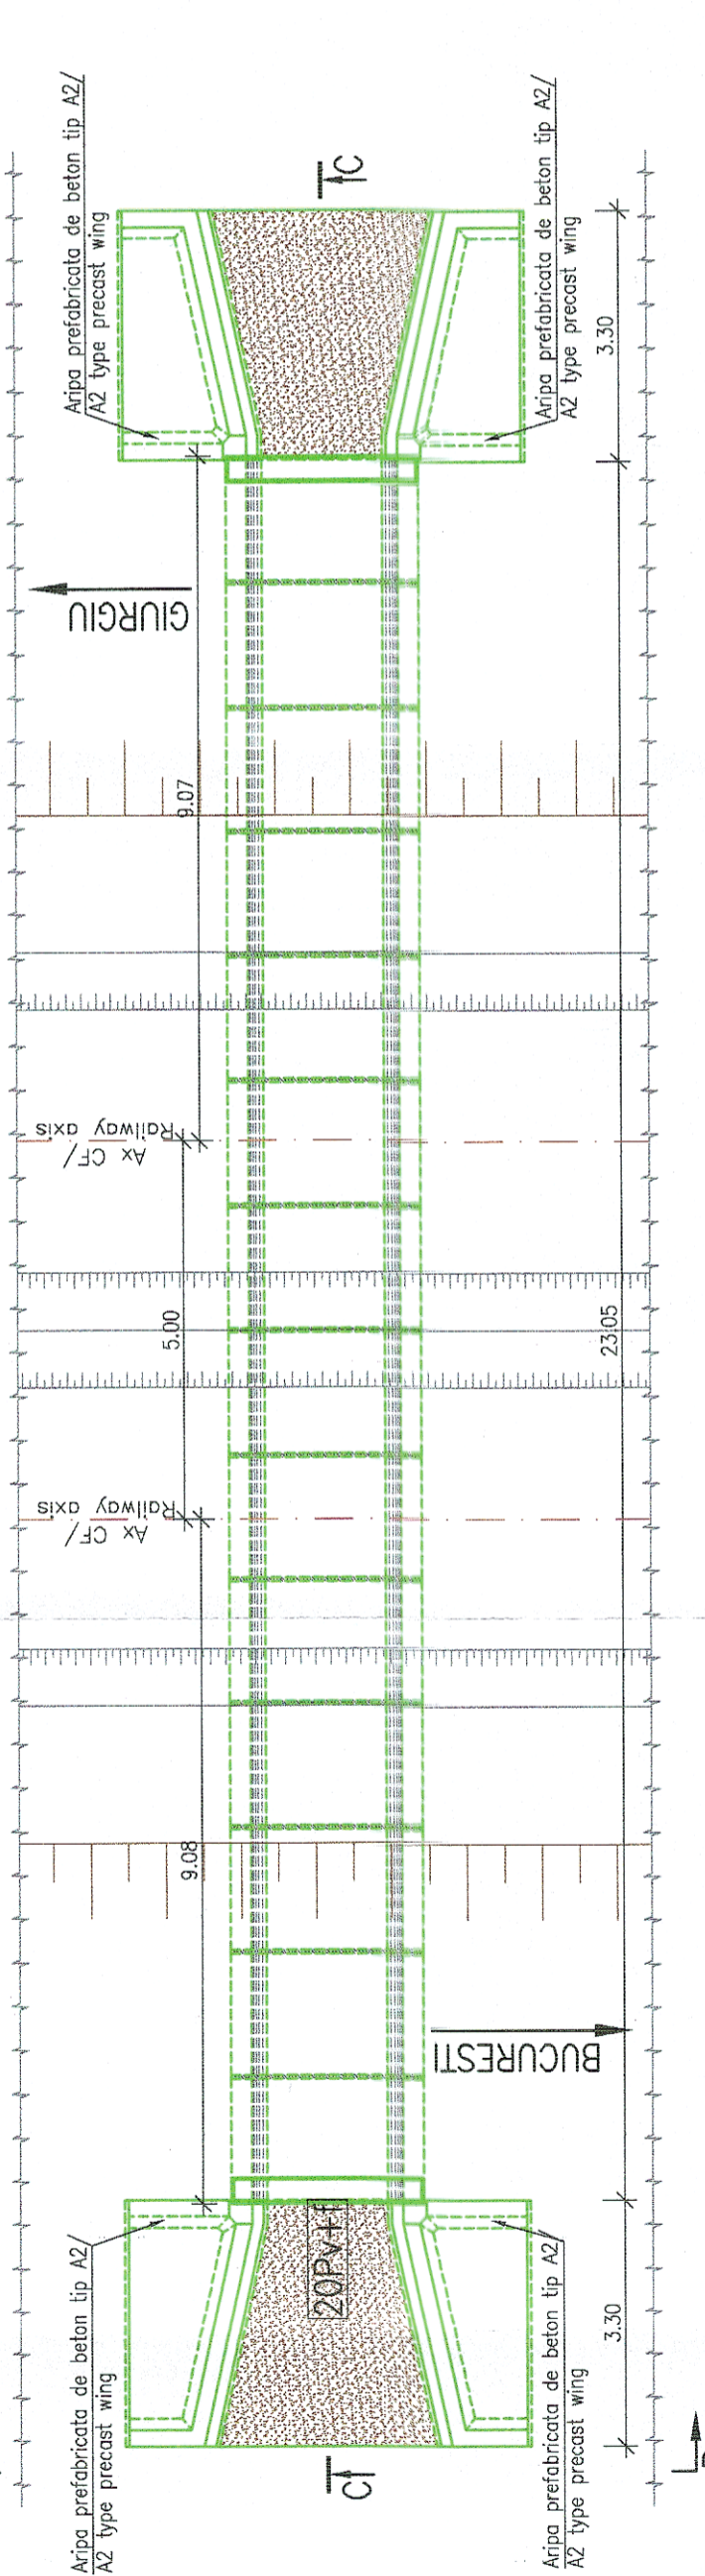 Aripa prefabricata de beton tip A2/
A2 type precast wing
Aripa prefabricata de beton tip A2/
A2 type precast wing
C
3.30
GIURGIU
9.07
Ax CF/
Railway axis
5.00
23.05
Ax CF/
Railway axis
9.08
BUCURESTI
Aripa prefabricata de beton tip A2/
A2 type precast wing
Aripa prefabricata de beton tip A2/
A2 type precast wing
3.30
C